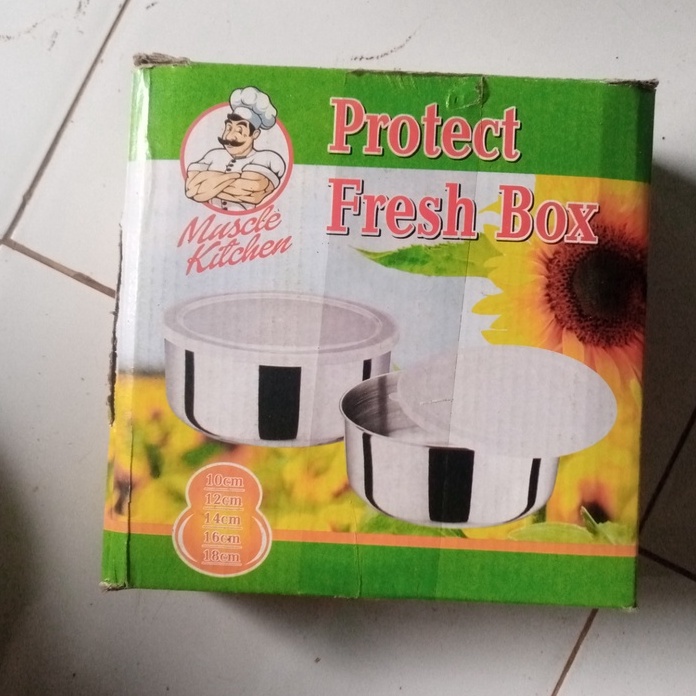 Protect
Fresh Box
Muscle
Kitchen
10cm
12cm
14cm
16cm
18cm